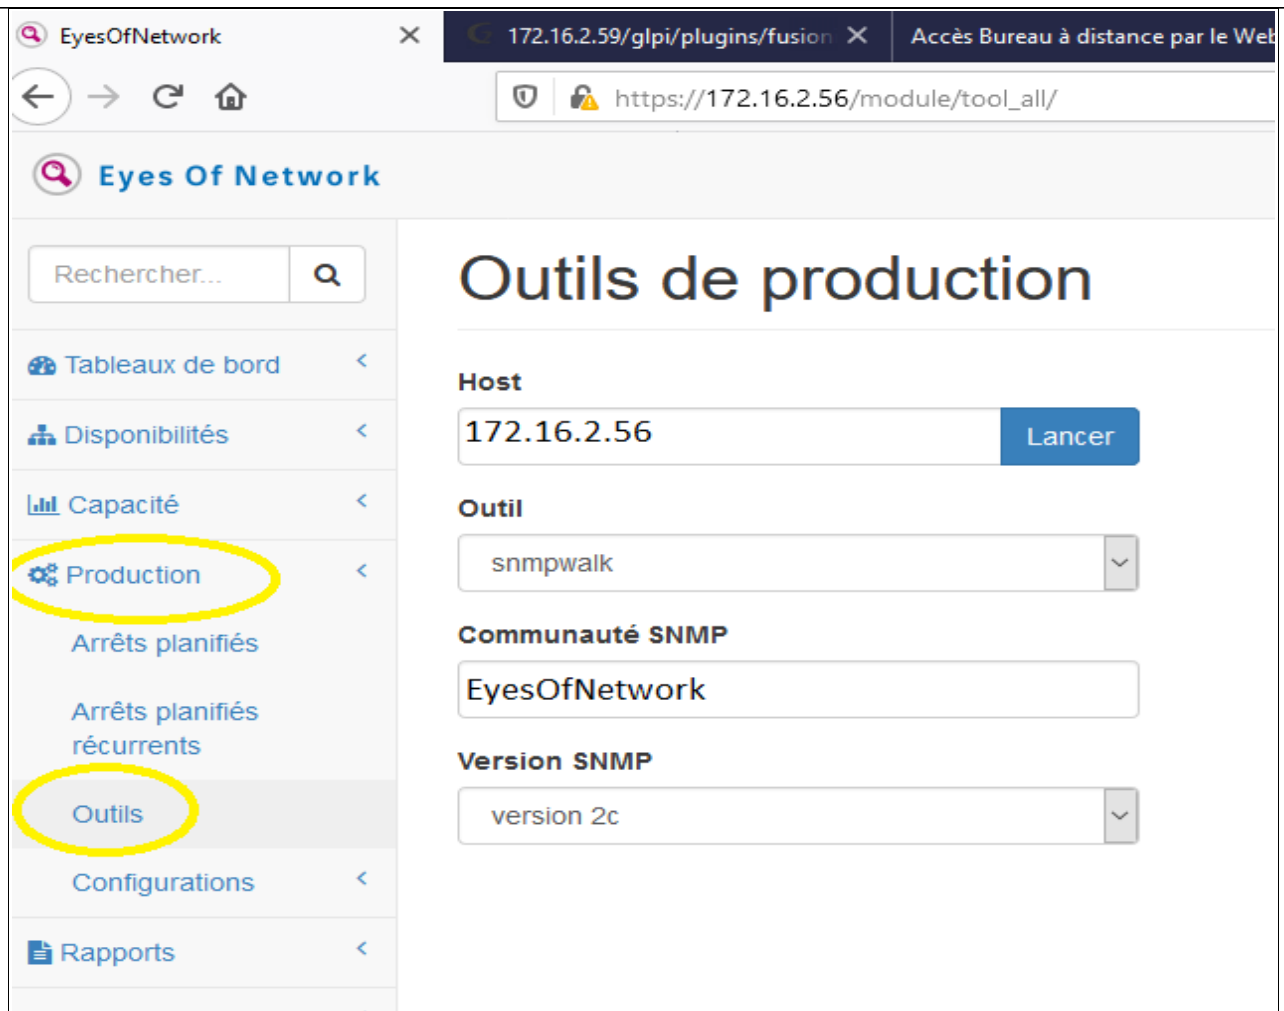 EyesOfNetwork
172.16.2.59/glpi/plugins/fusion
Accès Bureau à distance par le Web
https://172.16.2.56/module/tool_all/
Eyes Of Network
Rechercher...
Tableaux de bord
Disponibilités
Capacité
Production
Arrêts planifiés
Arrêts planifiés
récurrents
Outils
Configurations
Rapports
Outils de production
Host
172.16.2.56
Lancer
Outil
snmpwalk
Communauté SNMP
EyesOfNetwork
Version SNMP
version 2c